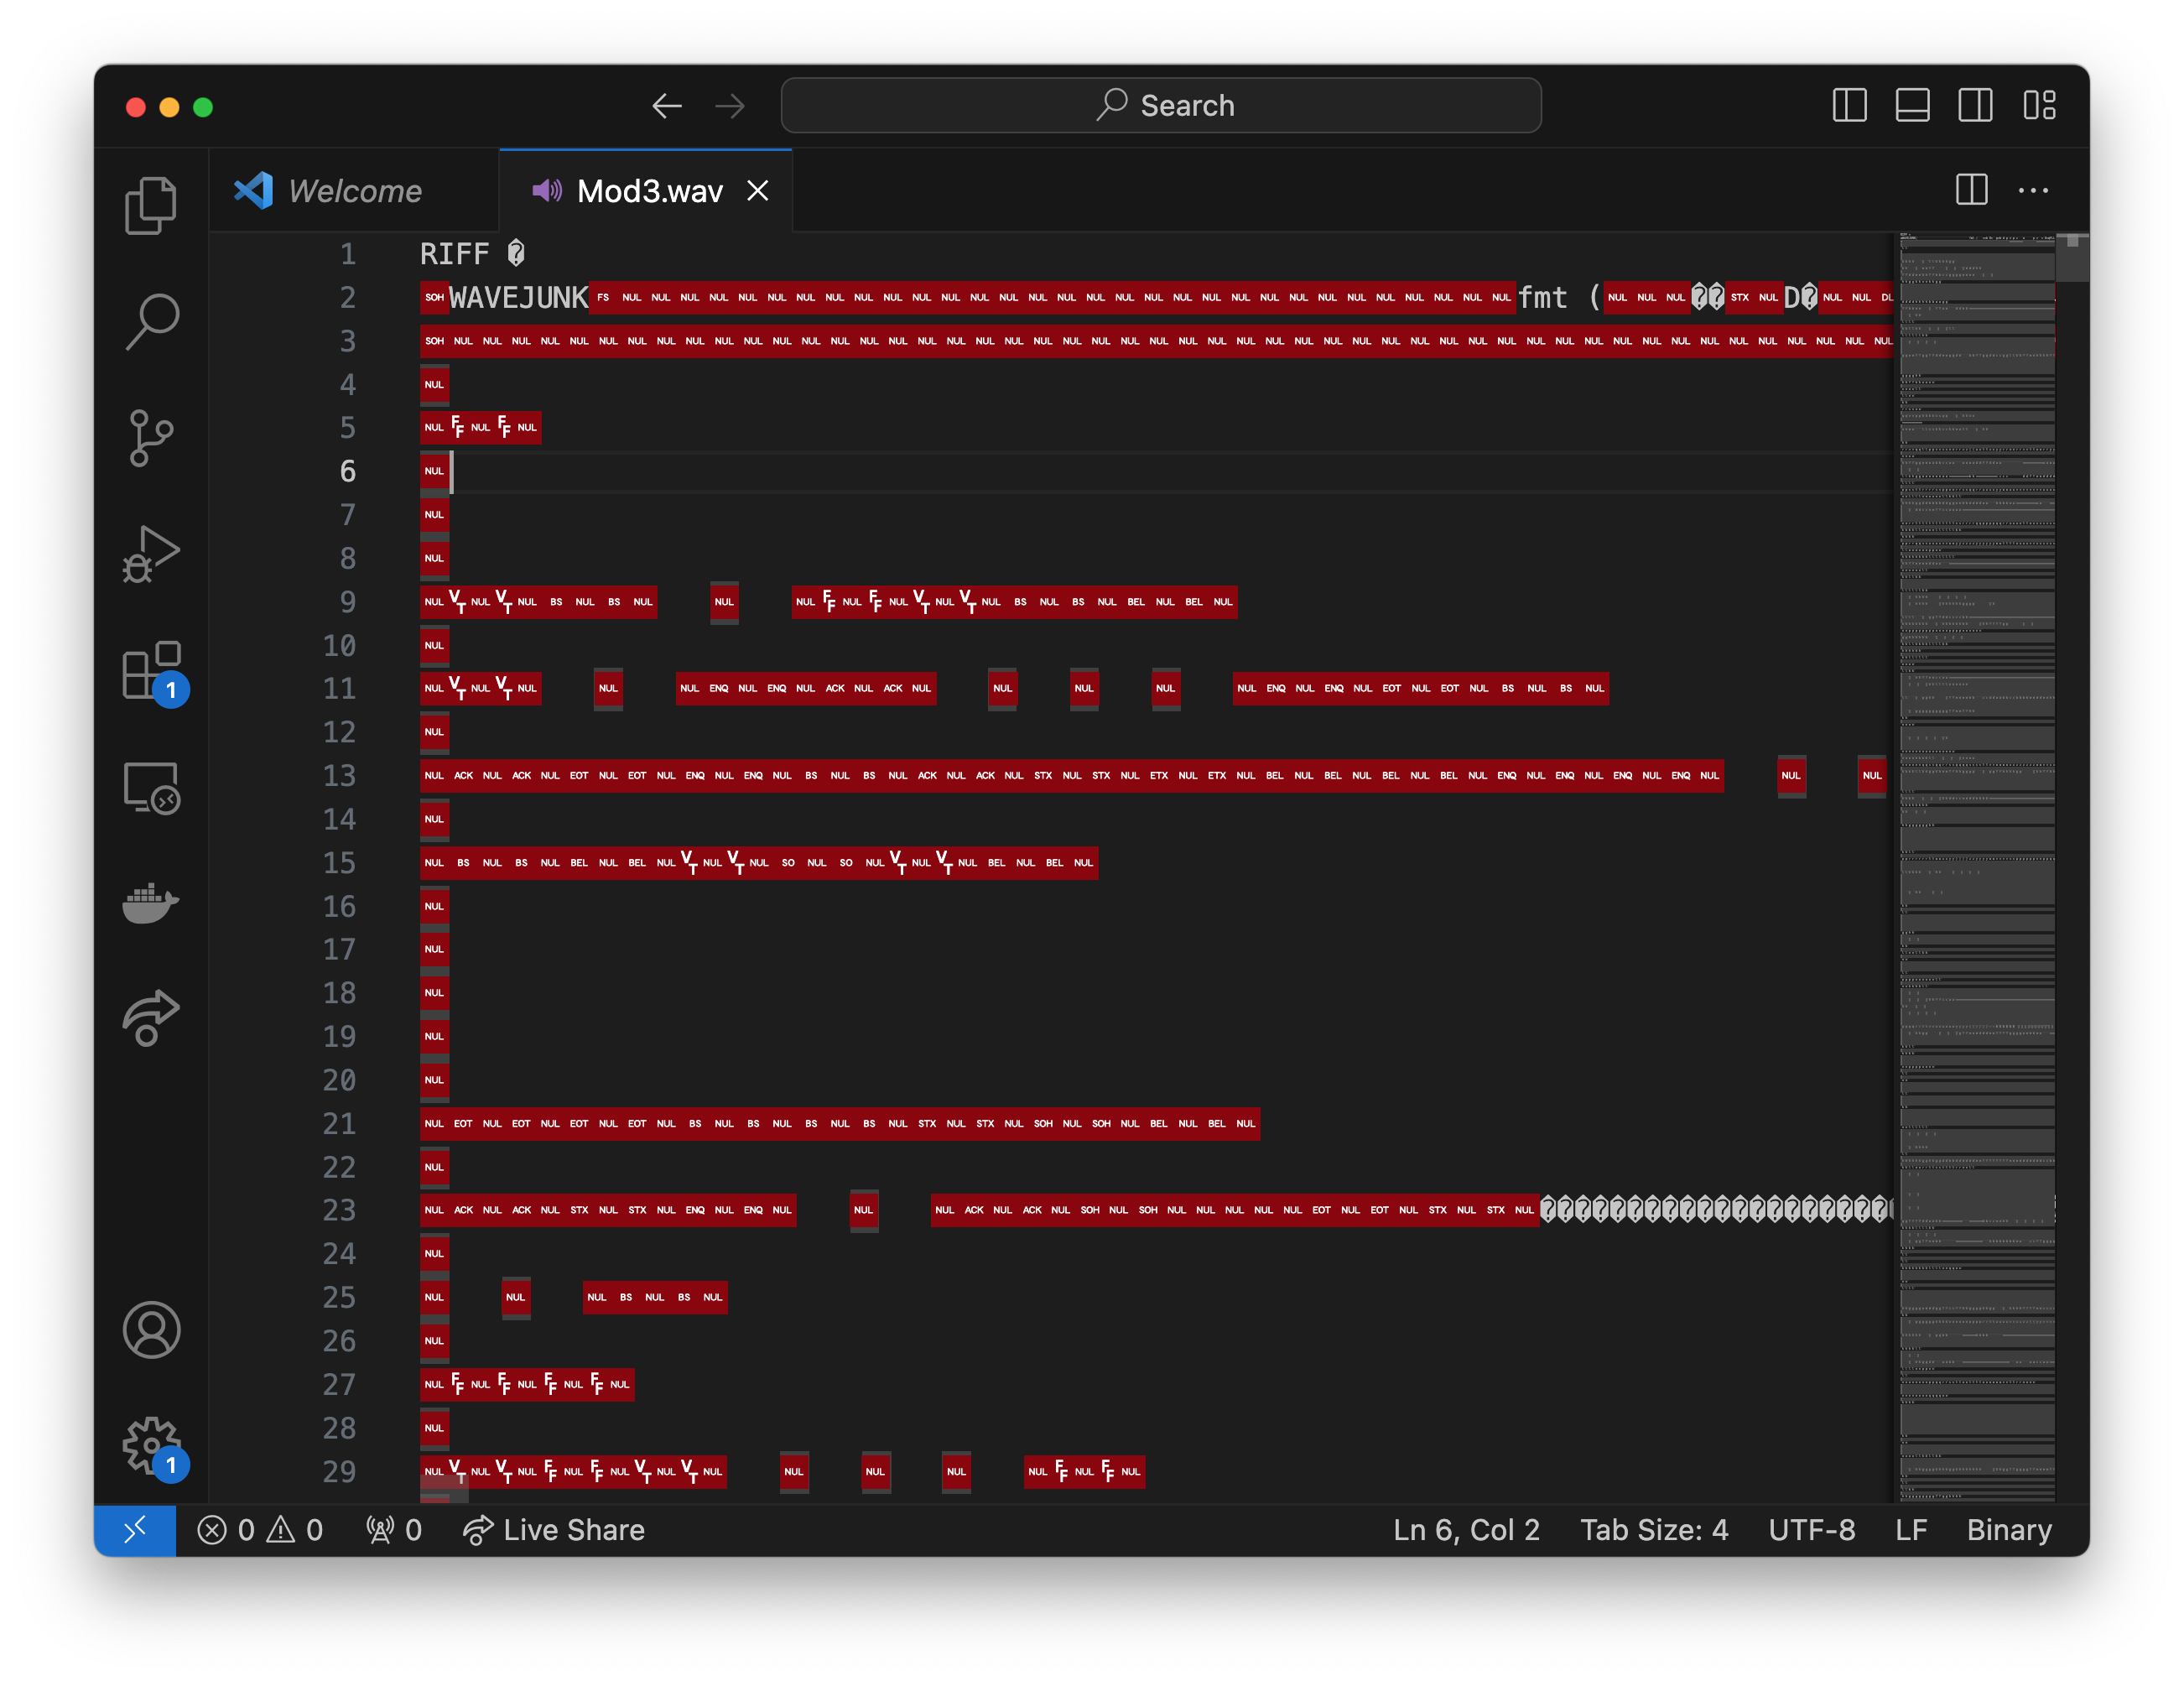 Search
Welcome
Mod3.wav
1 RIFF �
2 SOH WAVEJUNK FS NUL NUL NUL NUL NUL NUL NUL NUL NUL NUL NUL NUL NUL NUL NUL NUL NUL NUL NUL NUL NUL NUL NUL NUL NUL NUL NUL NUL NUL NUL NUL fmt ( NUL NUL NUL �� STX NUL D� NUL NUL
3 SOH NUL NUL NUL NUL NUL NUL NUL NUL NUL NUL NUL NUL NUL NUL NUL NUL NUL NUL NUL NUL NUL NUL NUL NUL NUL NUL NUL NUL NUL NUL NUL NUL NUL NUL NUL NUL NUL NUL NUL NUL NUL NUL NUL NUL NUL NUL NUL NUL NUL NUL
4 NUL
5 NUL FF NUL FF NUL
6 NUL
7 NUL
8 NUL
9 NUL VT NUL VT NUL BS NUL BS NUL NUL NUL FF NUL FF NUL VT NUL VT NUL BS NUL BS NUL BEL NUL BEL NUL
10 NUL
11 NUL VT NUL VT NUL NUL NUL ENQ NUL ENQ NUL ACK NUL ACK NUL NUL NUL NUL NUL ENQ NUL ENQ NUL EOT NUL EOT NUL BS NUL BS NUL
12 NUL
13 NUL ACK NUL ACK NUL EOT NUL EOT NUL ENQ NUL ENQ NUL BS NUL BS NUL ACK NUL ACK NUL STX NUL STX NUL ETX NUL ETX NUL BEL NUL BEL NUL BEL NUL BEL NUL ENQ NUL ENQ NUL ENQ NUL ENQ NUL NUL NUL
14 NUL
15 NUL BS NUL BS NUL BEL NUL BEL NUL VT NUL VT NUL SO NUL SO NUL VT NUL VT NUL BEL NUL BEL NUL
16 NUL
17 NUL
18 NUL
19 NUL
20 NUL
21 NUL EOT NUL EOT NUL EOT NUL EOT NUL BS NUL BS NUL BS NUL BS NUL STX NUL STX NUL SOH NUL SOH NUL BEL NUL BEL NUL
22 NUL
23 NUL ACK NUL ACK NUL STX NUL STX NUL ENQ NUL ENQ NUL NUL NUL ACK NUL ACK NUL SOH NUL SOH NUL NUL NUL NUL NUL EOT NUL EOT NUL STX NUL STX NUL ��������������������
24 NUL
25 NUL NUL NUL BS NUL BS NUL
26 NUL
27 NUL FF NUL FF NUL FF NUL FF NUL
28 NUL
29 NUL VT NUL VT NUL FF NUL FF NUL VT NUL VT NUL NUL NUL NUL NUL FF NUL FF NUL
1
1
0 0 0 Live Share Ln 6, Col 2 Tab Size: 4 UTF-8 LF Binary